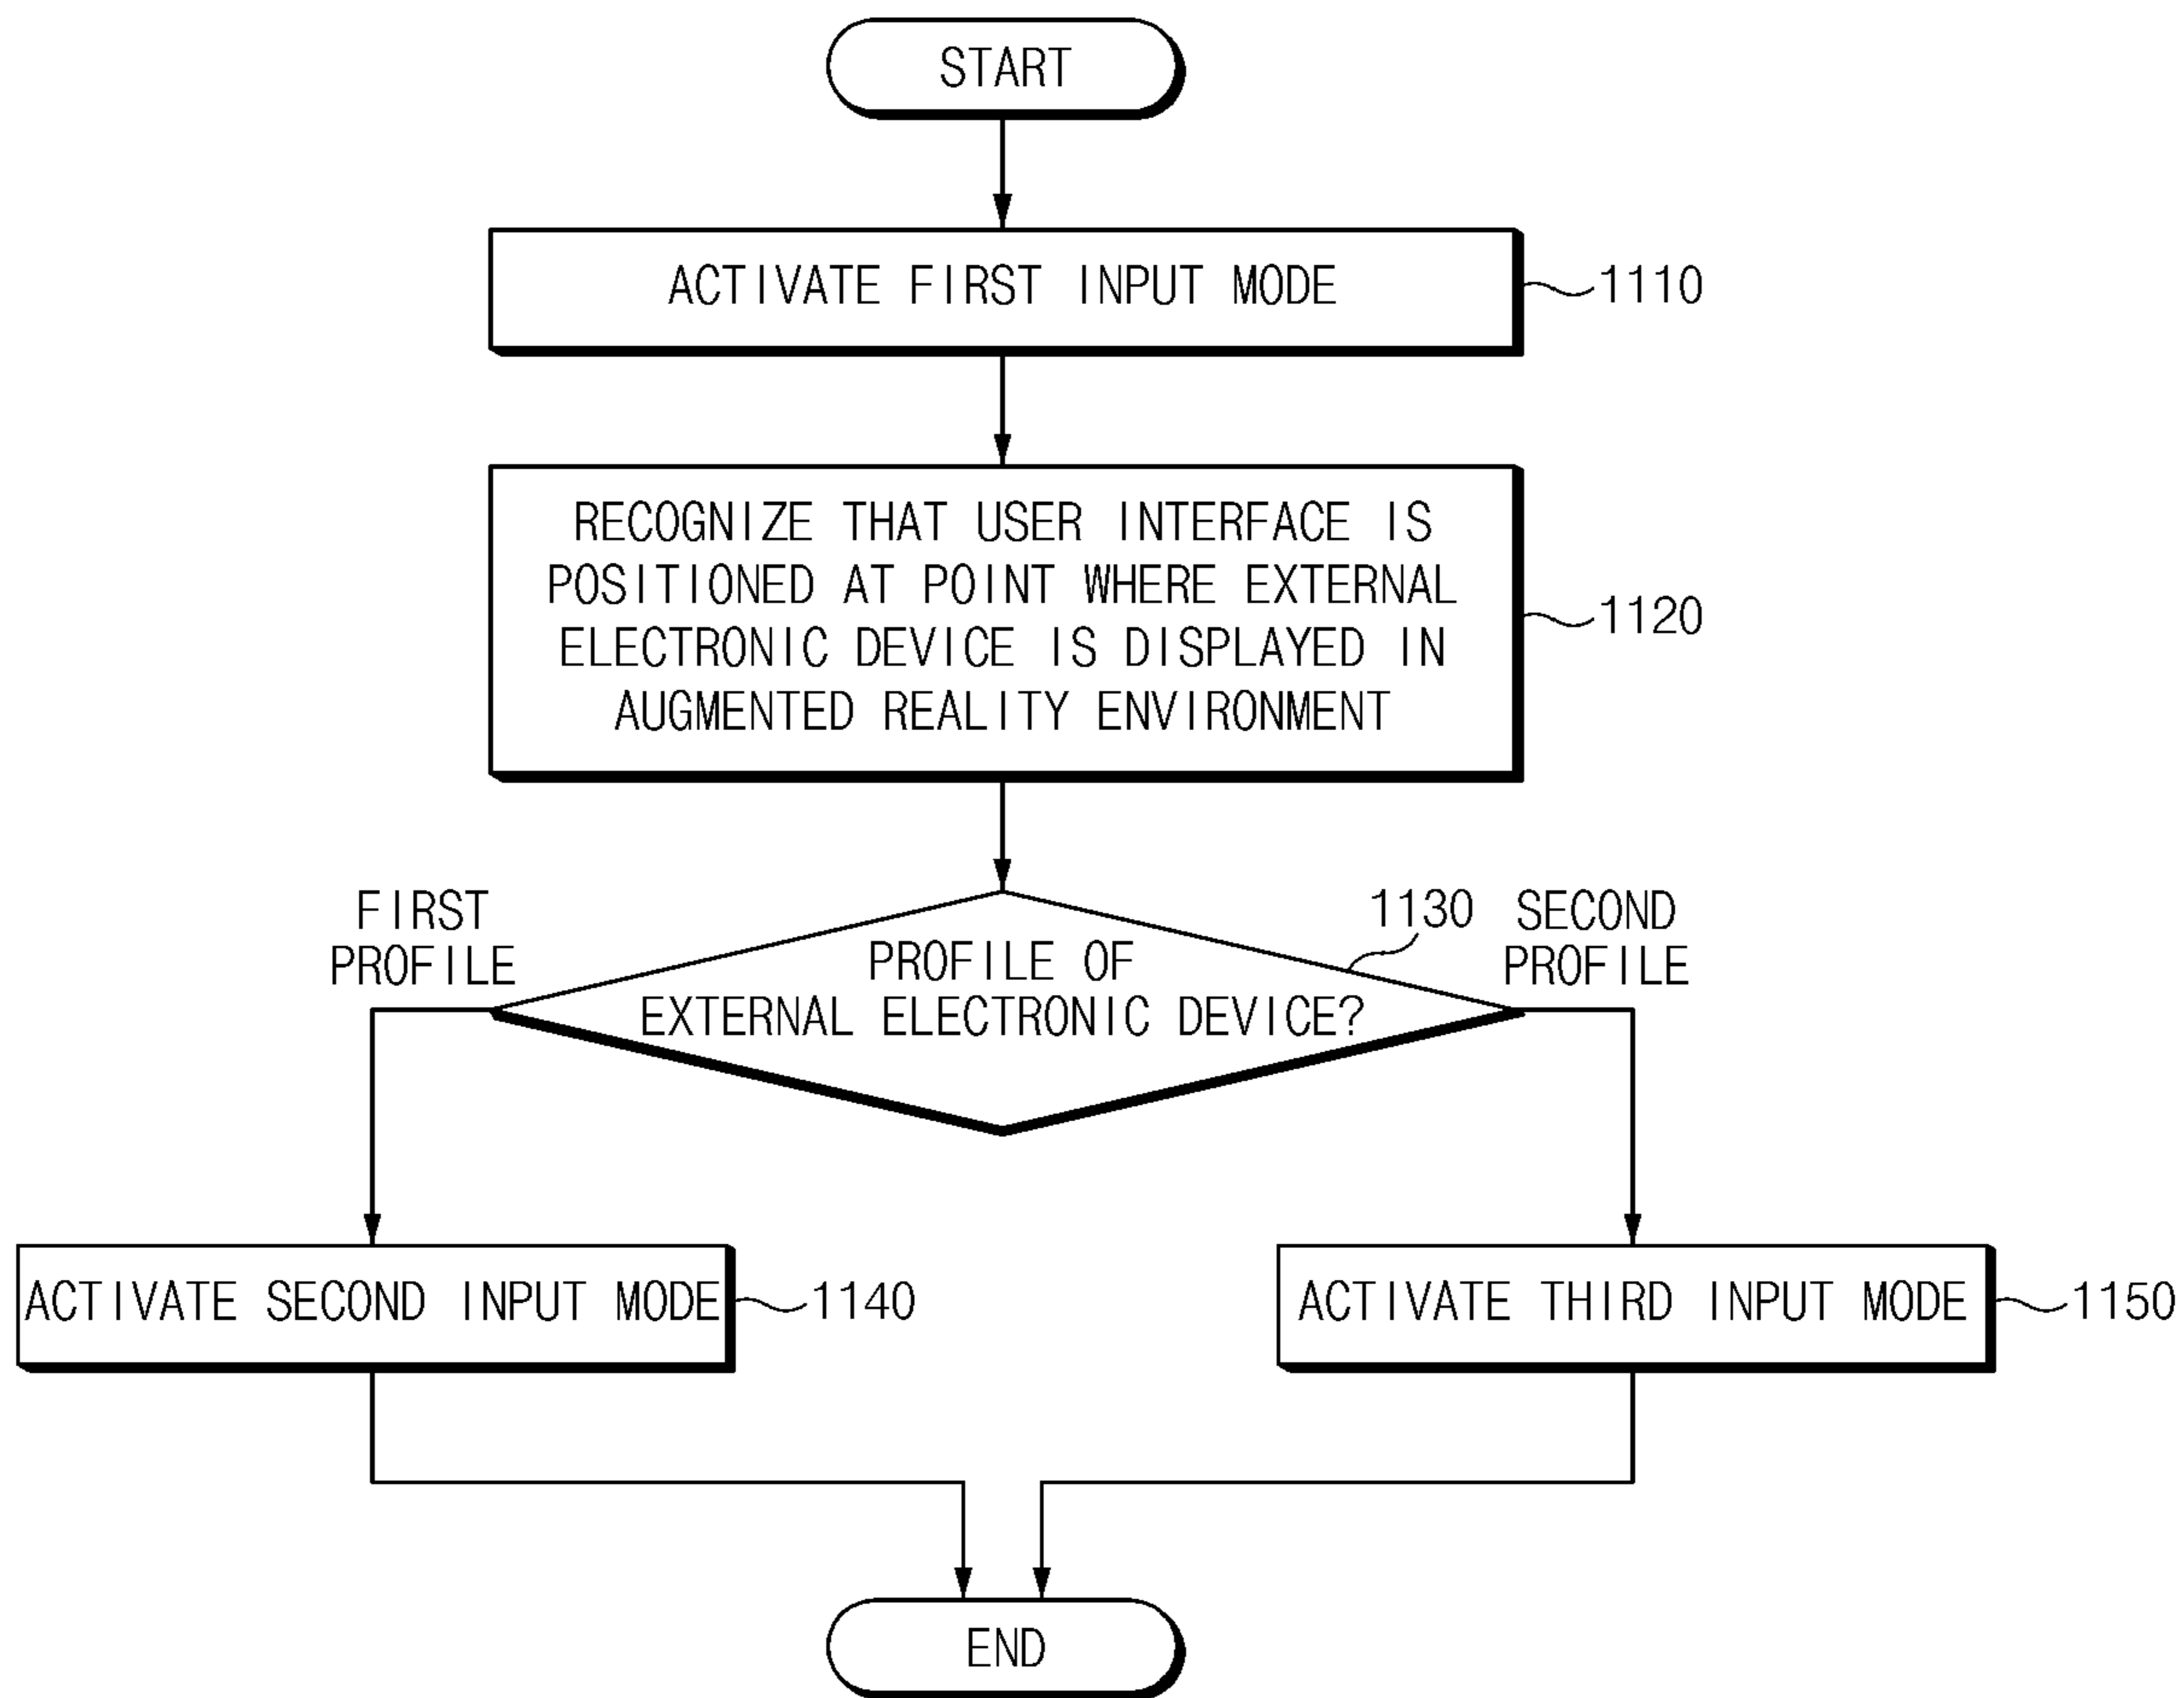 START
ACTIVATE FIRST INPUT MODE
1110
RECOGNIZE THAT USER INTERFACE IS
POSITIONED AT POINT WHERE EXTERNAL
ELECTRONIC DEVICE IS DISPLAYED IN
AUGMENTED REALITY ENVIRONMENT
1120
FIRST
PROFILE
PROFILE OF
EXTERNAL ELECTRONIC DEVICE?
1130
SECOND
PROFILE
ACTIVATE SECOND INPUT MODE
1140
ACTIVATE THIRD INPUT MODE
1150
END